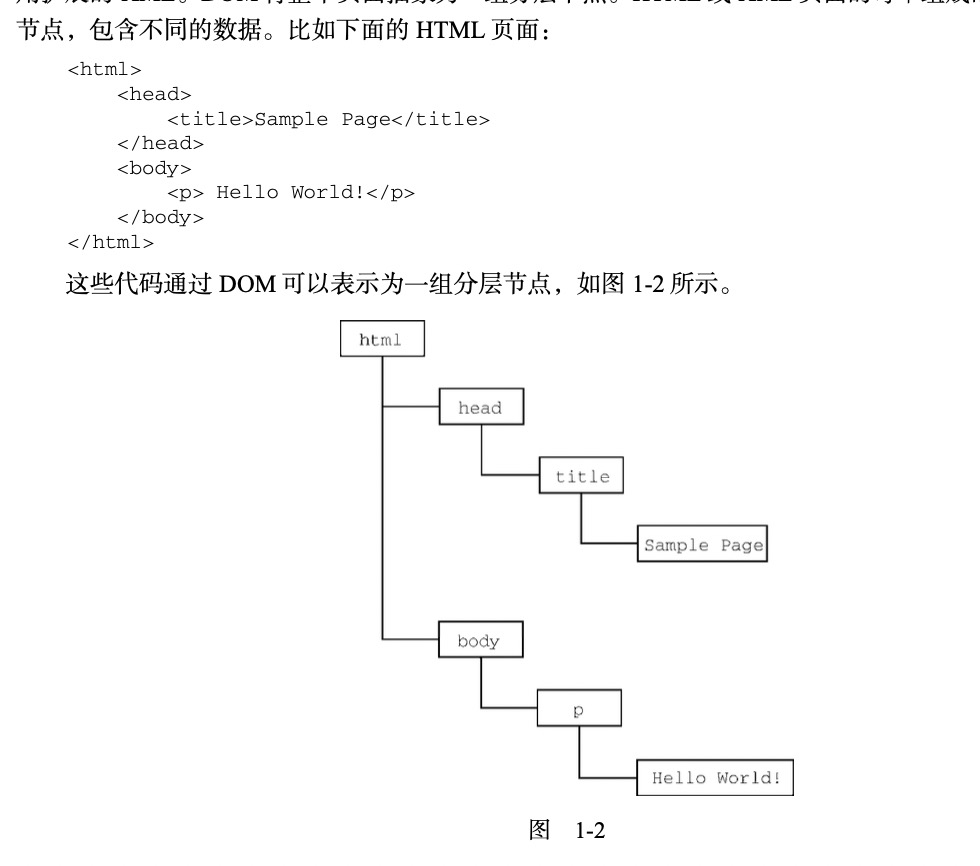 节点，包含不同的数据。比如下面的 HTML 页面：
<html>
    <head>
        <title>Sample Page</title>
    </head>
    <body>
        <p> Hello World!</p>
    </body>
</html>
这些代码通过 DOM 可以表示为一组分层节点，如图 1-2 所示。
html
head
title
Sample Page
body
p
Hello World!
图 1-2